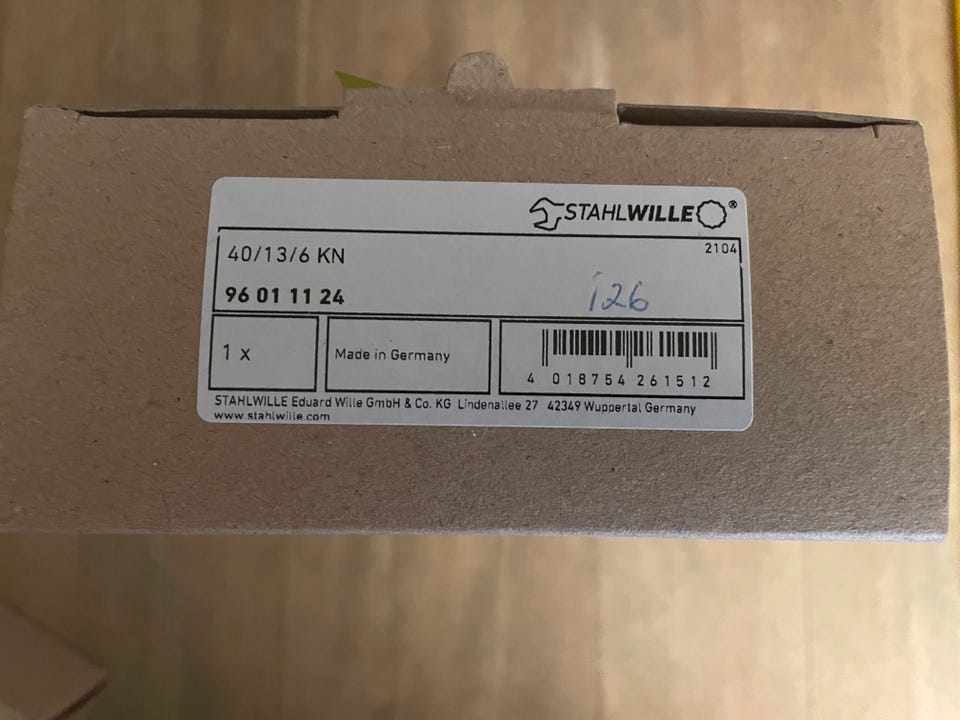 STAHLWILLE®
2104
40/13/6 KN
96 01 11 24
126
1 x
Made in Germany
4 018754 261512
STAHLWILLE Eduard Wille GmbH & Co. KG Lindenallee 27 42349 Wuppertal Germany
www.stahlwille.com